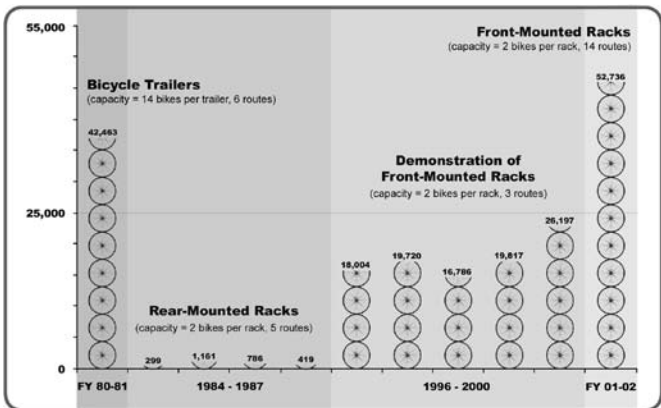 55,000
Front-Mounted Racks
(capacity = 2 bikes per rack, 14 routes)
52,736
Bicycle Trailers
(capacity = 14 bikes per trailer, 6 routes)
42,463
Demonstration of
Front-Mounted Racks
(capacity = 2 bikes per rack, 3 routes)
25,000
26,197
18,004 19,720 16,786 19,817
Rear-Mounted Racks
(capacity = 2 bikes per rack, 5 routes)
299 1,161 786 419
0
FY 80-81 1984 - 1987 1996 - 2000 FY 01-02